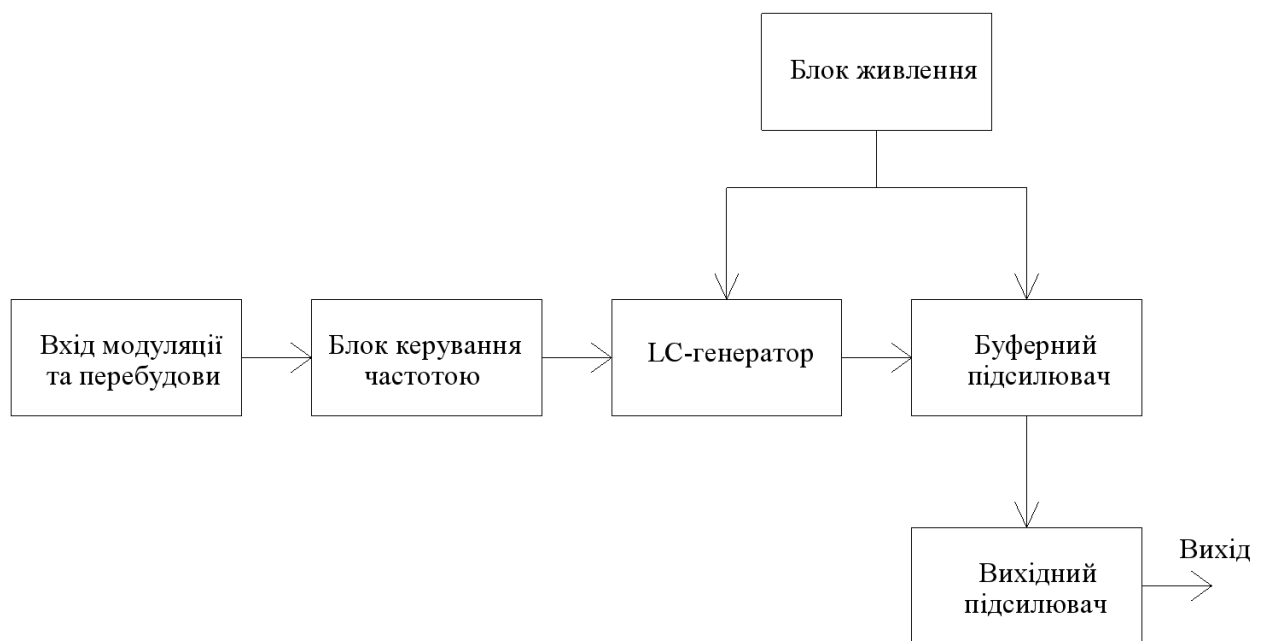 Блок живлення
Вхід модуляції
та перебудови
Блок керування
частотою
LC-генератор
Буферний
підсилювач
Вихідний
підсилювач
Вихід